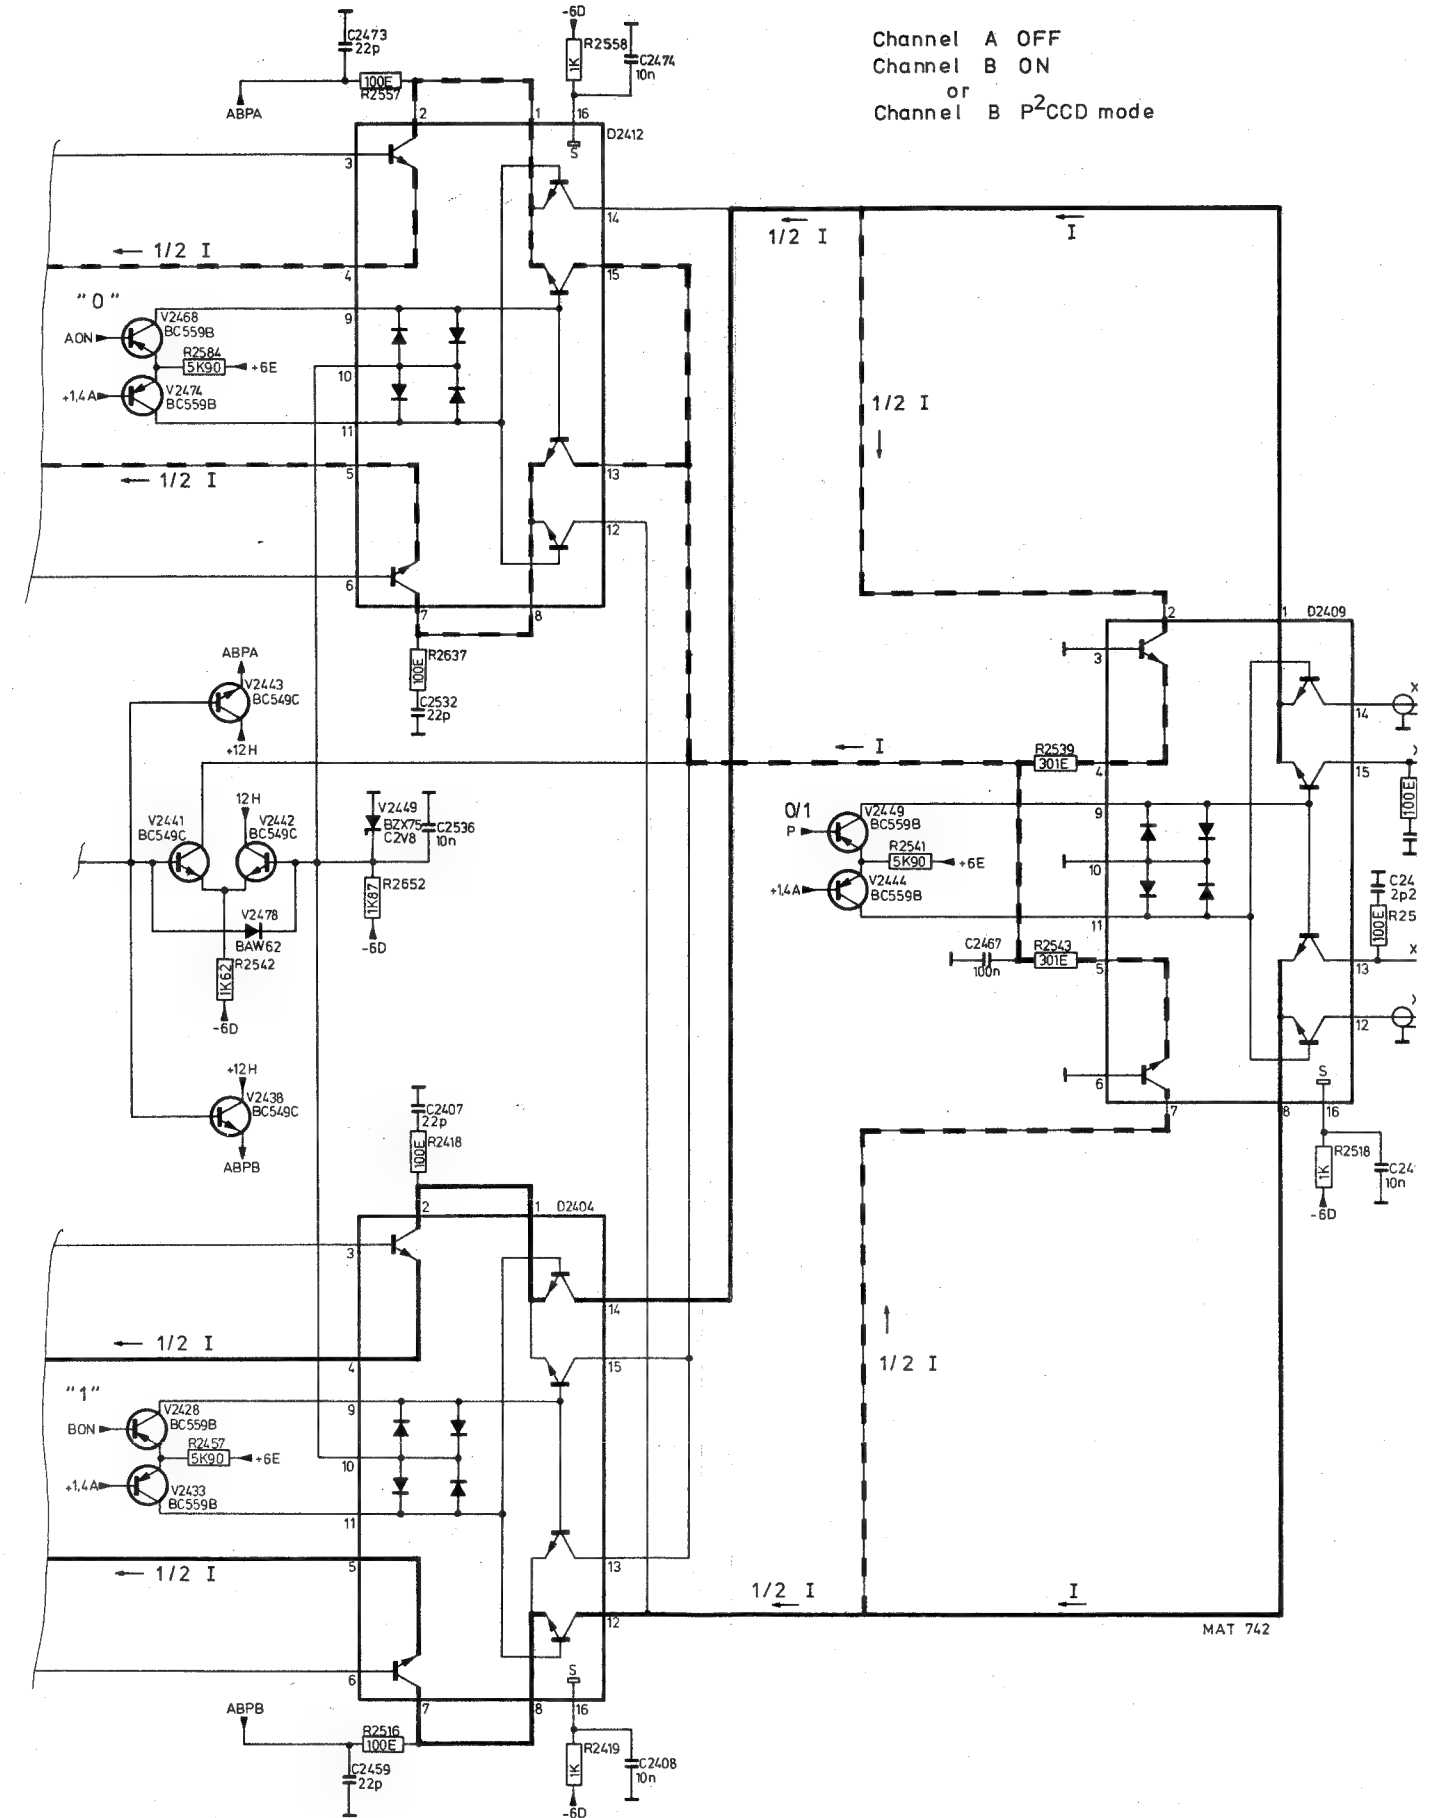 Channel A OFF
Channel B ON
or
Channel B P²CCD mode
-6D
C2473
22p
R2558
1K
C2474
10n
100E
R2557
ABPA
2
1
16
D2412
S
3
14
1/2 I
1/2 I
I
4
15
"0"
V2468
BC559B
9
AON
R2584
5K90
+6E
10
+1,4A
V2474
BC559B
11
1/2 I
5
13
1/2 I
12
6
7
8
2
1
D2409
R2637
100E
ABPA
3
V2443
BC549C
C2532
22p
+12H
14
X
I
R2539
301E
4
15
12H
V2441
BC549C
V2442
BC549C
V2449
BZX75
C2V8
C2536
10n
0/1
P
V2449
BC559B
9
100E
R2541
5K90
+6E
10
R2652
1K87
-6D
+1,4A
V2444
BC559B
11
C24
2p2
100E
R25
V2478
BAW62
R2542
1K62
-6D
C2467
100n
R2543
301E
5
13
X
12
+12H
V2438
BC549C
6
S
7
8
16
C2407
22p
R2418
100E
ABPB
R2518
1K
C24
10n
-6D
2
1
D2404
3
14
1/2 I
4
15
1/2 I
"1"
V2428
BC559B
9
BON
R2457
5K90
+6E
10
+1,4A
V2433
BC559B
11
5
13
1/2 I
1/2 I
I
12
MAT 742
6
S
7
8
16
ABPB
R2516
100E
R2419
1K
C2408
10n
C2459
22p
-6D